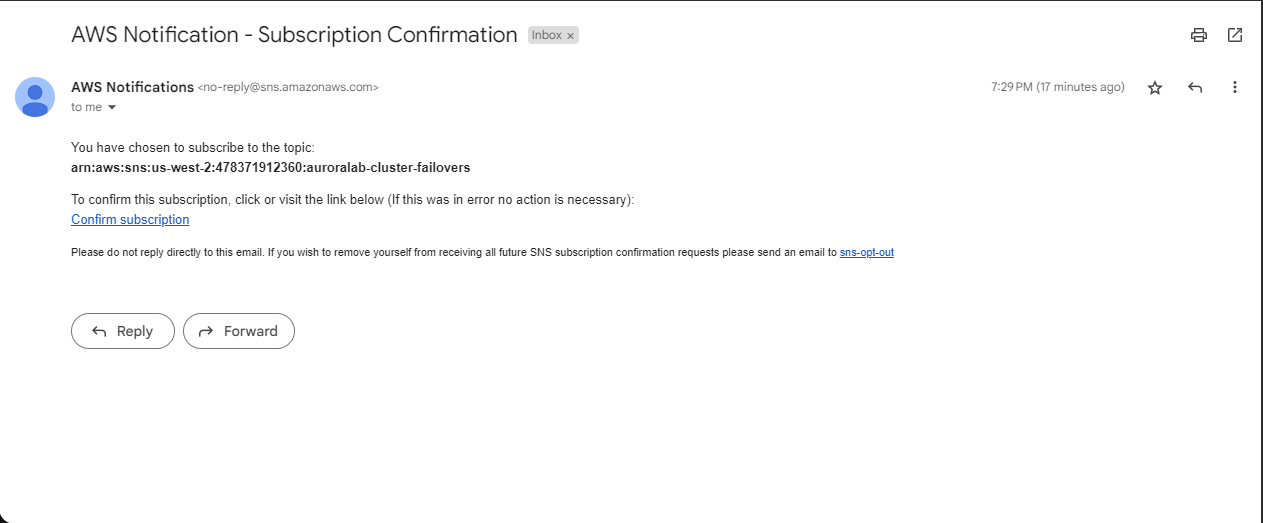 AWS Notification - Subscription Confirmation Inbox ×
AWS Notifications <no-reply@sns.amazonaws.com> 7:29 PM (17 minutes ago)
to me
You have chosen to subscribe to the topic:
arn:aws:sns:us-west-2:478371912360:auroralab-cluster-failovers
To confirm this subscription, click or visit the link below (If this was in error no action is necessary):
Confirm subscription
Please do not reply directly to this email. If you wish to remove yourself from receiving all future SNS subscription confirmation requests please send an email to sns-opt-out
Reply Forward